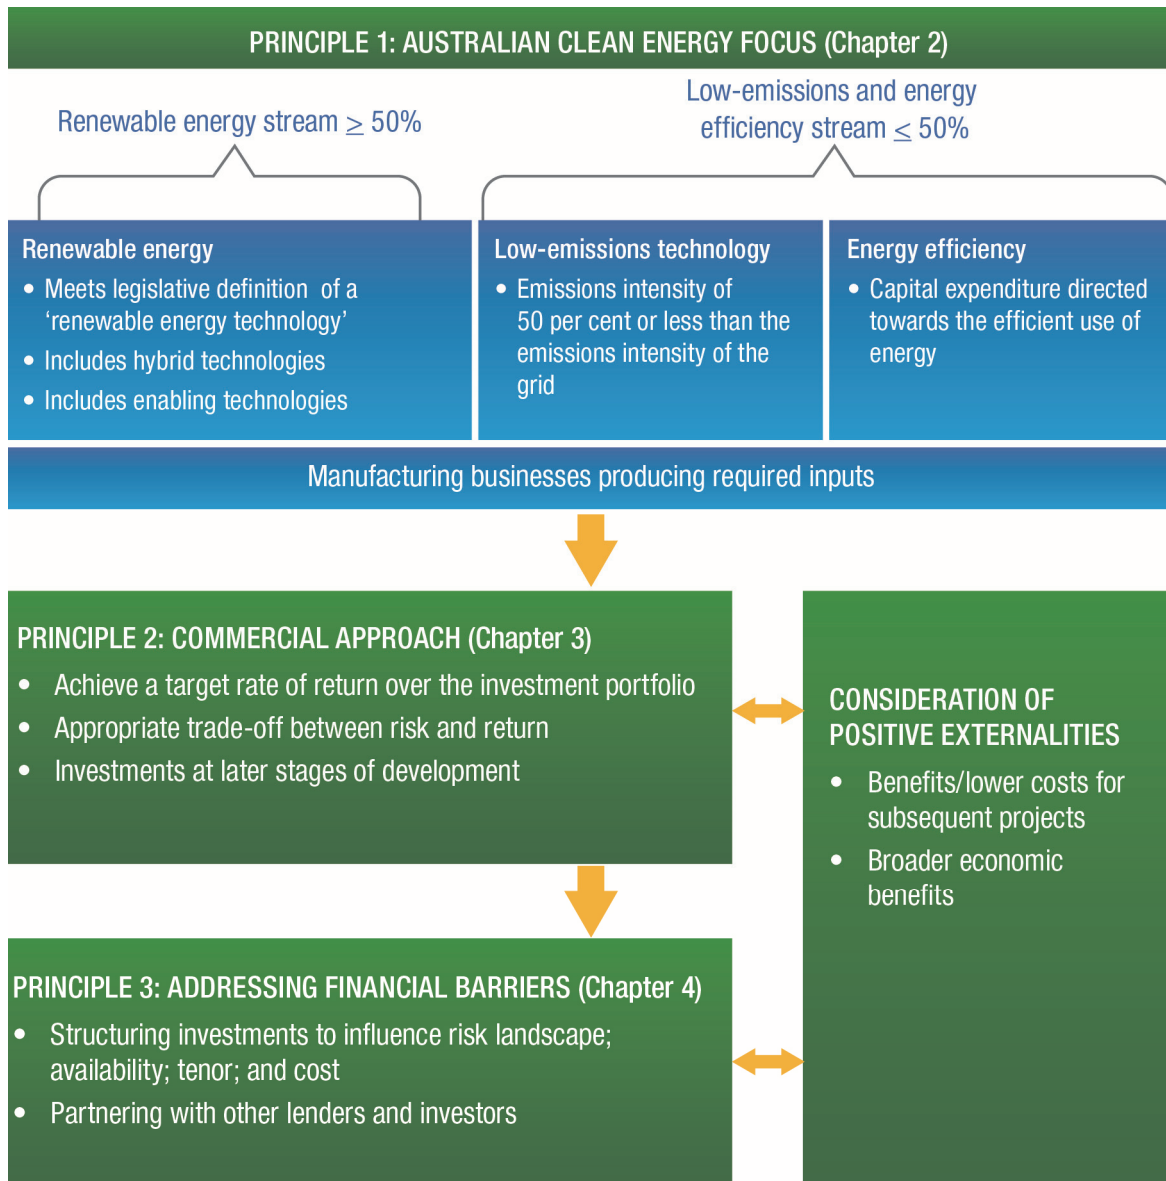 PRINCIPLE 1: AUSTRALIAN CLEAN ENERGY FOCUS (Chapter 2)
Renewable energy stream ≥ 50%
Low-emissions and energy
efficiency stream ≤ 50%
Renewable energy
• Meets legislative definition of a
‘renewable energy technology’
• Includes hybrid technologies
• Includes enabling technologies
Low-emissions technology
• Emissions intensity of
50 per cent or less than the
emissions intensity of the
grid
Energy efficiency
• Capital expenditure directed
towards the efficient use of
energy
Manufacturing businesses producing required inputs
PRINCIPLE 2: COMMERCIAL APPROACH (Chapter 3)
• Achieve a target rate of return over the investment portfolio
• Appropriate trade-off between risk and return
• Investments at later stages of development
CONSIDERATION OF
POSITIVE EXTERNALITIES
• Benefits/lower costs for
subsequent projects
• Broader economic
benefits
PRINCIPLE 3: ADDRESSING FINANCIAL BARRIERS (Chapter 4)
• Structuring investments to influence risk landscape;
availability; tenor; and cost
• Partnering with other lenders and investors